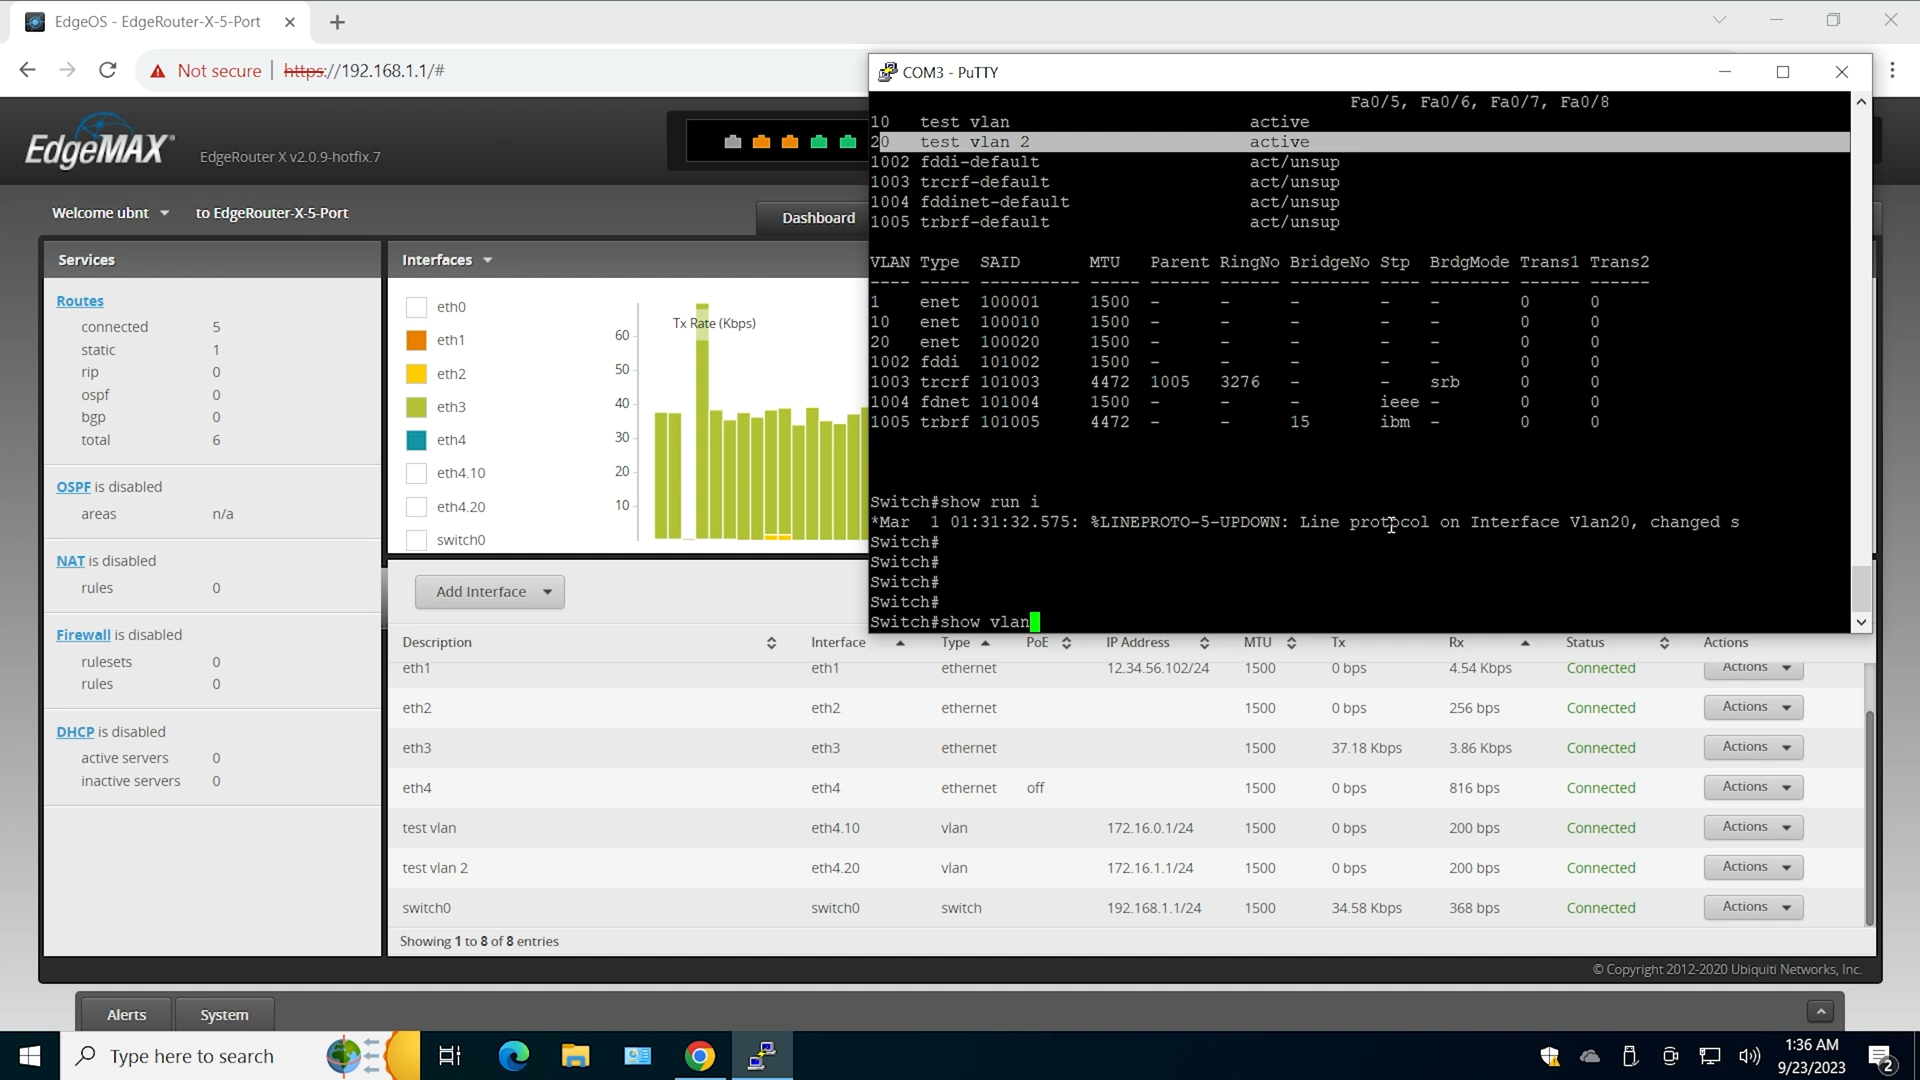 EdgeOS - EdgeRouter-X-5-Port
Not secure | https://192.168.1.1/#
EdgeMAX
EdgeRouter X v2.0.9-hotfix.7
Welcome ubnt to EdgeRouter-X-5-Port
Dashboard
Services
Routes
connected 5
static 1
rip 0
ospf 0
bgp 0
total 6
OSPF is disabled
areas n/a
NAT is disabled
rules 0
Firewall is disabled
rulesets 0
rules 0
DHCP is disabled
active servers 0
inactive servers 0
Interfaces
eth0
eth1
eth2
eth3
eth4
eth4.10
eth4.20
switch0
Tx Rate (Kbps)
60
50
40
30
20
10
COM3 - PuTTY
Fa0/5, Fa0/6, Fa0/7, Fa0/8
10 test vlan active
20 test vlan 2 active
1002 fddi-default act/unsup
1003 trcrf-default act/unsup
1004 fddinet-default act/unsup
1005 trbrf-default act/unsup
VLAN Type SAID MTU Parent RingNo BridgeNo Stp BrdgMode Trans1 Trans2
---- ----- ---------- ----- ------ ------ -------- ---- -------- ------ ------
1 enet 100001 1500 - - - - - 0 0
10 enet 100010 1500 - - - - - 0 0
20 enet 100020 1500 - - - - - 0 0
1002 fddi 101002 1500 - - - - - 0 0
1003 trcrf 101003 4472 1005 3276 - - srb 0 0
1004 fdnet 101004 1500 - - - ieee - 0 0
1005 trbrf 101005 4472 - - 15 ibm - 0 0
Switch#show run i
*Mar 1 01:31:32.575: %LINEPROTO-5-UPDOWN: Line protocol on Interface Vlan20, changed s
Switch#
Switch#
Switch#
Switch#
Switch#show vlan
Add Interface
Description Interface Type PoE IP Address MTU Tx Rx Status Actions
eth1 eth1 ethernet 12.34.56.102/24 1500 0 bps 4.54 Kbps Connected Actions
eth2 eth2 ethernet 1500 0 bps 256 bps Connected Actions
eth3 eth3 ethernet 1500 37.18 Kbps 3.86 Kbps Connected Actions
eth4 eth4 ethernet off 1500 0 bps 816 bps Connected Actions
test vlan eth4.10 vlan 172.16.0.1/24 1500 0 bps 200 bps Connected Actions
test vlan 2 eth4.20 vlan 172.16.1.1/24 1500 0 bps 200 bps Connected Actions
switch0 switch0 switch 192.168.1.1/24 1500 34.58 Kbps 368 bps Connected Actions
Showing 1 to 8 of 8 entries
© Copyright 2012-2020 Ubiquiti Networks, Inc.
Alerts System
Type here to search
1:36 AM
9/23/2023
2